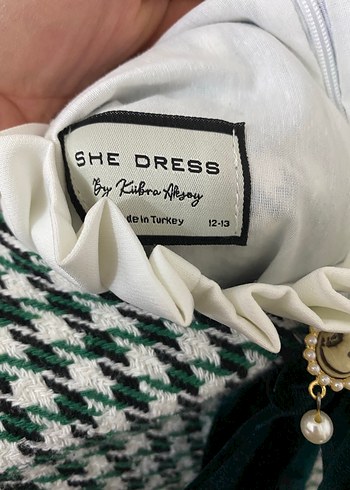 SHE DRESS
By Kübra Aksoy
de in Turkey 12-13